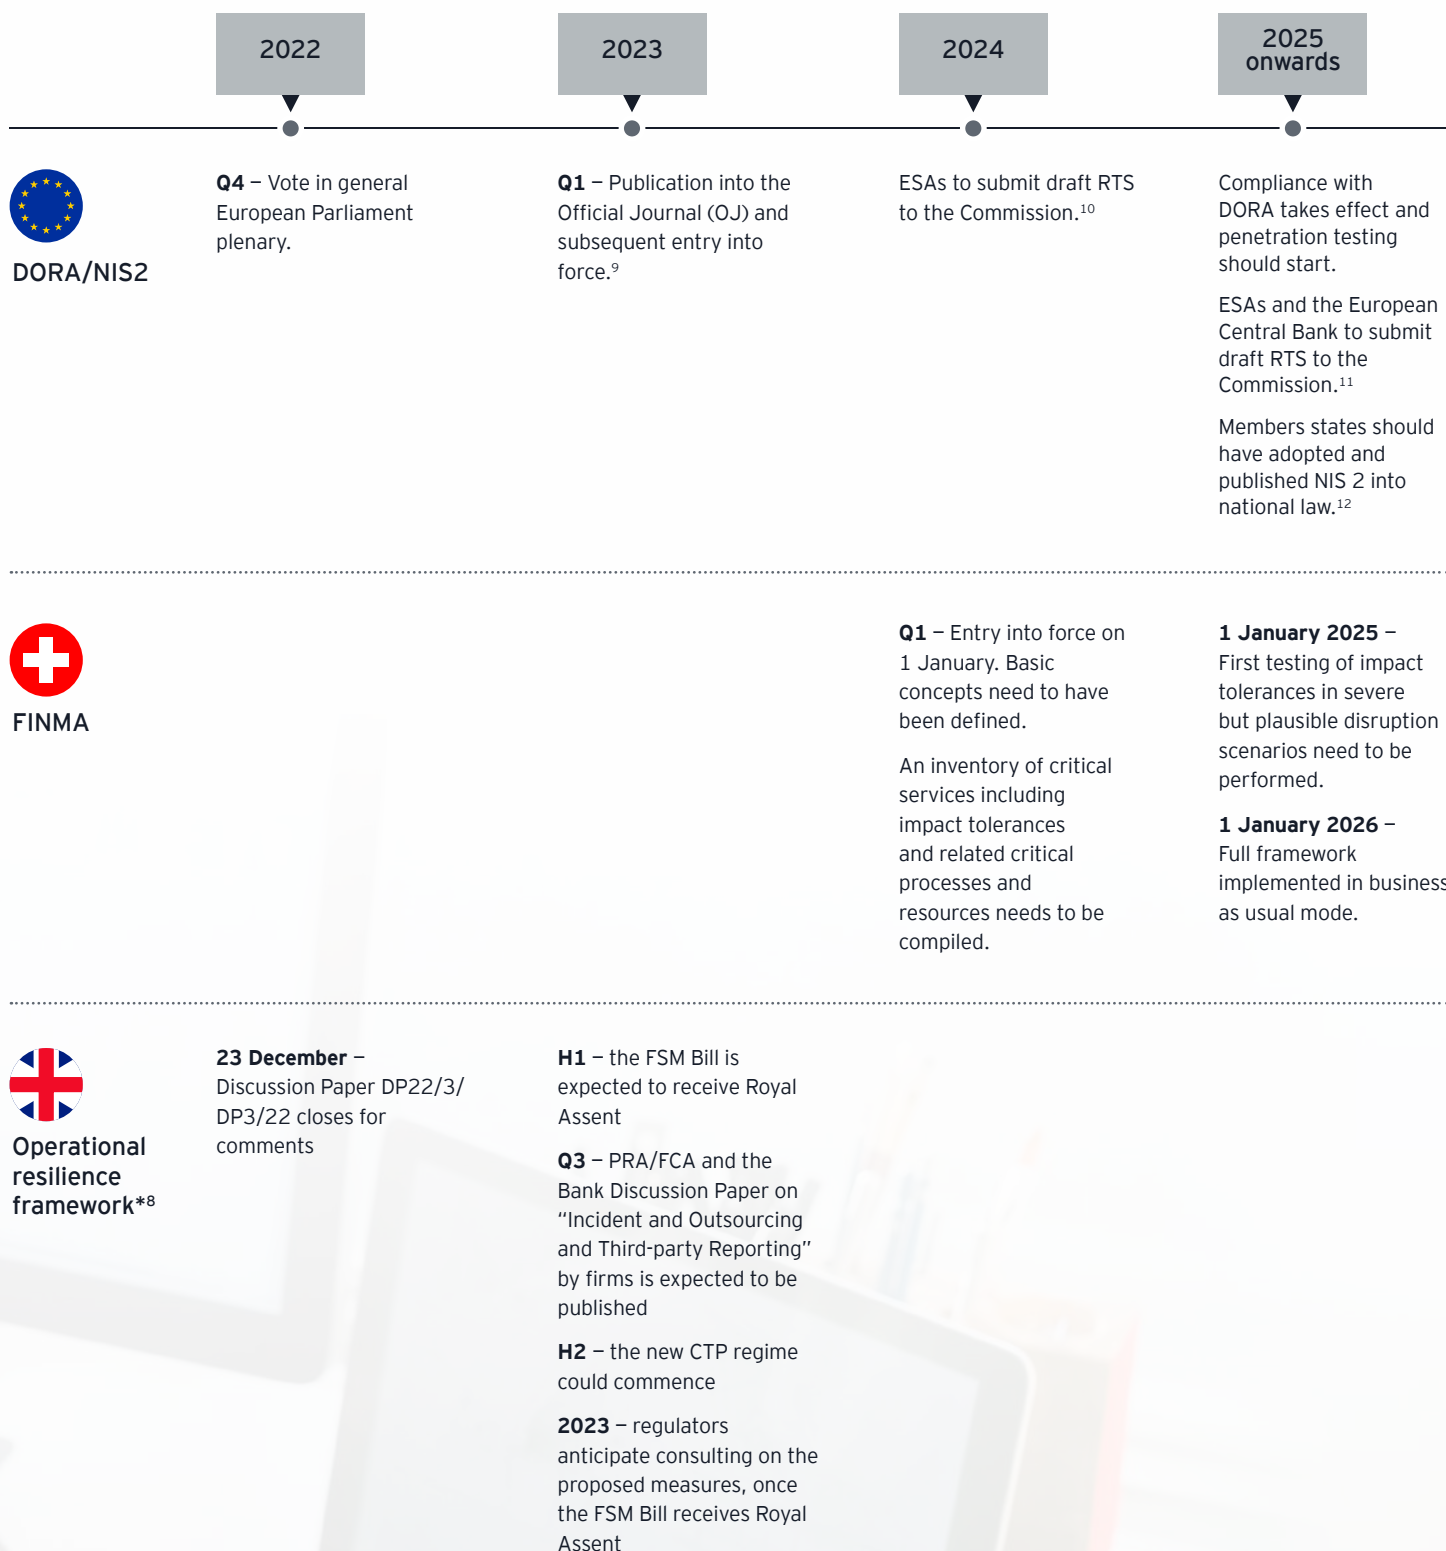 2022
2023
2024
2025
onwards
DORA/NIS2
Q4 – Vote in general
European Parliament
plenary.
Q1 – Publication into the
Official Journal (OJ) and
subsequent entry into
force.9
ESAs to submit draft RTS
to the Commission.10
Compliance with
DORA takes effect and
penetration testing
should start.
ESAs and the European
Central Bank to submit
draft RTS to the
Commission.11
Members states should
have adopted and
published NIS 2 into
national law.12
FINMA
Q1 – Entry into force on
1 January. Basic
concepts need to have
been defined.
An inventory of critical
services including
impact tolerances
and related critical
processes and
resources needs to be
compiled.
1 January 2025 –
First testing of impact
tolerances in severe
but plausible disruption
scenarios need to be
performed.
1 January 2026 –
Full framework
implemented in business
as usual mode.
Operational
resilience
framework*8
23 December –
Discussion Paper DP22/3/
DP3/22 closes for
comments
H1 – the FSM Bill is
expected to receive Royal
Assent
Q3 – PRA/FCA and the
Bank Discussion Paper on
“Incident and Outsourcing
and Third-party Reporting”
by firms is expected to be
published
H2 – the new CTP regime
could commence
2023 – regulators
anticipate consulting on the
proposed measures, once
the FSM Bill receives Royal
Assent